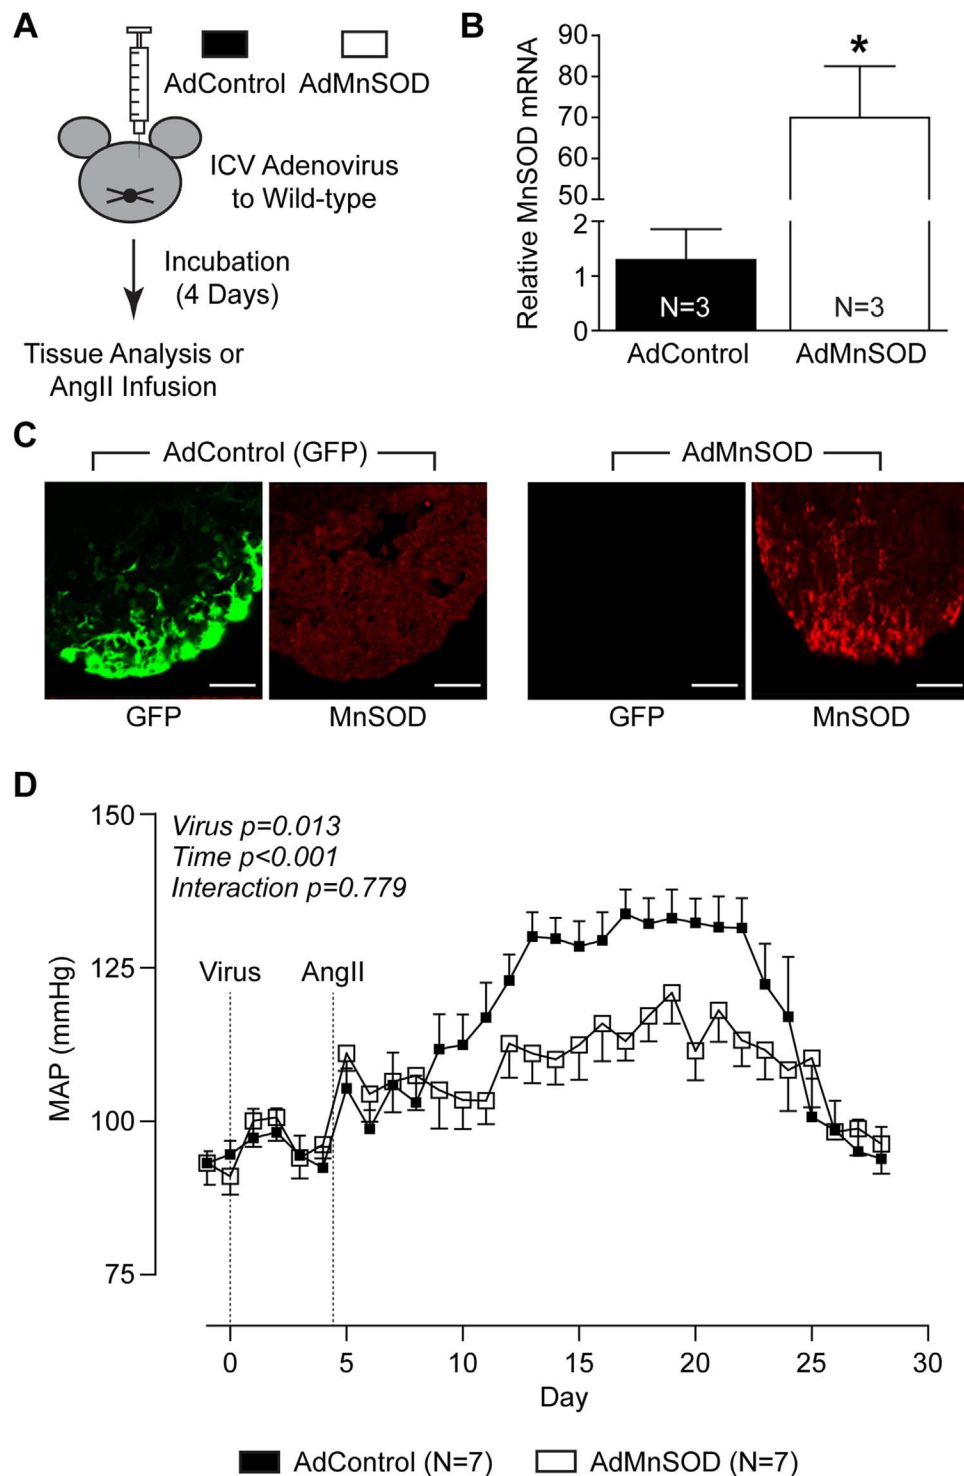 A
AdControl AdMnSOD
ICV Adenovirus
to Wild-type
Incubation
(4 Days)
Tissue Analysis or
AngII Infusion
B
Relative MnSOD mRNA
90
80
70
60
50
2
1
0
*
N=3 N=3
AdControl AdMnSOD
C
AdControl (GFP) AdMnSOD
GFP MnSOD GFP MnSOD
D
MAP (mmHg)
150
125
100
75
Virus p=0.013
Time p<0.001
Interaction p=0.779
Virus AngII
0 5 10 15 20 25 30
Day
AdControl (N=7) AdMnSOD (N=7)